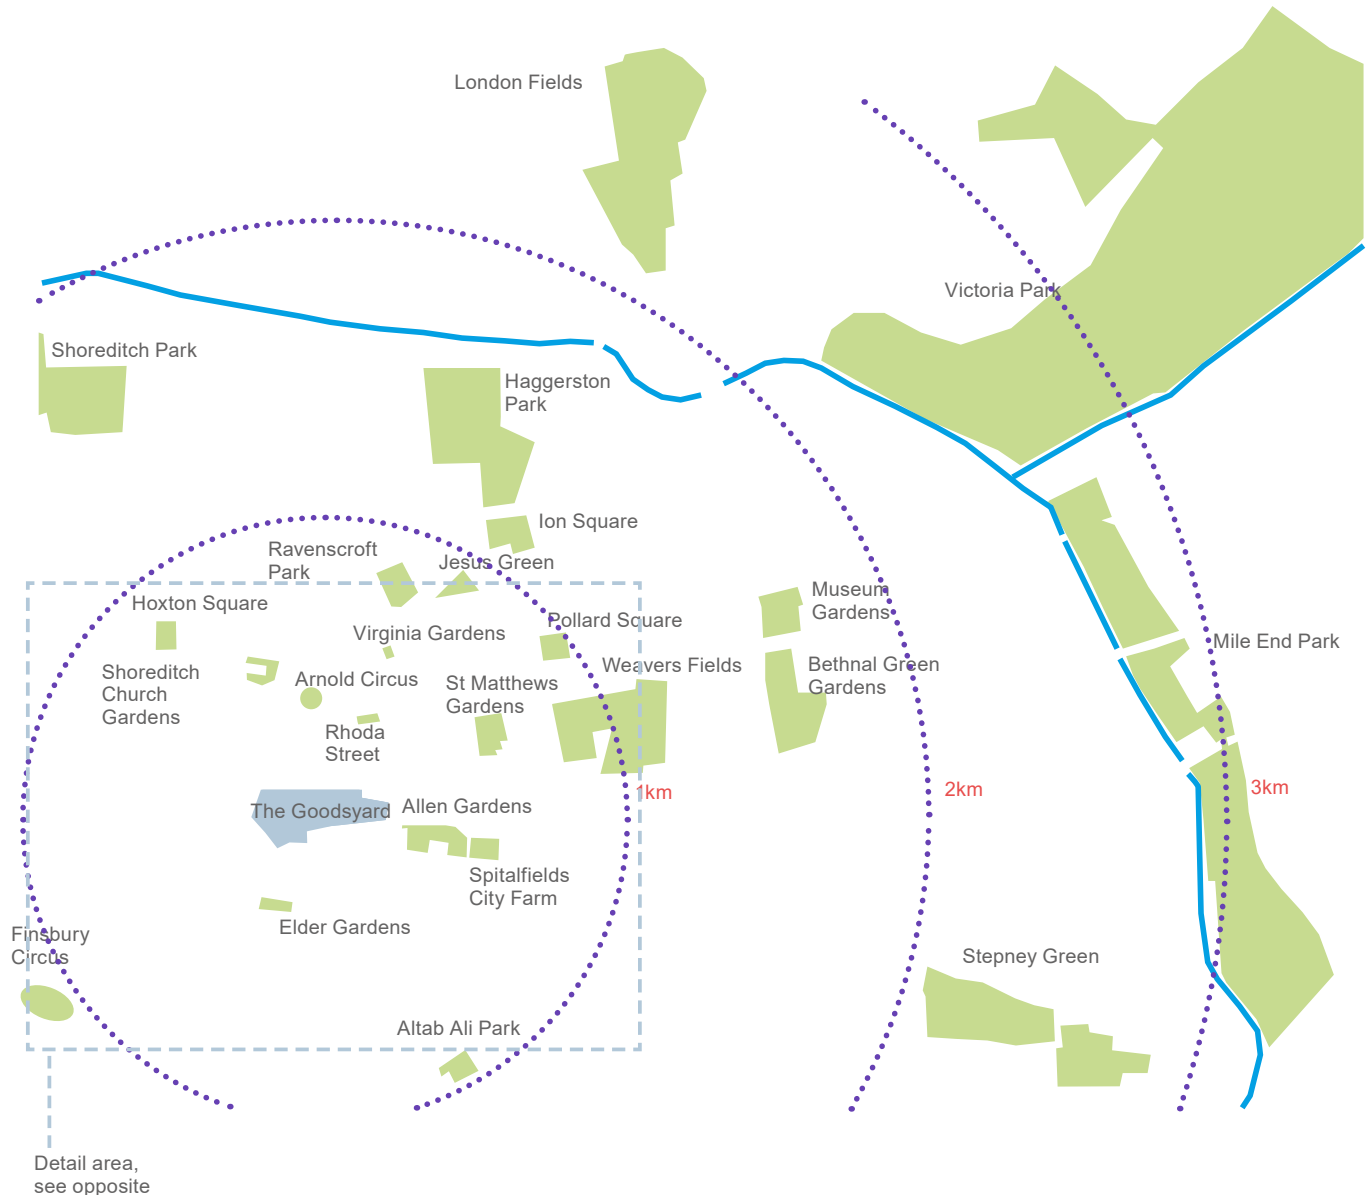 London Fields
Victoria Park
Shoreditch Park
Haggerston
Park
Ion Square
Ravenscroft
Park
Jesus Green
Hoxton Square
Museum
Gardens
Pollard Square
Virginia Gardens
Mile End Park
Weavers Fields
Bethnal Green
Gardens
Shoreditch
Church
Gardens
Arnold Circus
St Matthews
Gardens
Rhoda
Street
1km
2km
3km
The Goodsyard
Allen Gardens
Spitalfields
City Farm
Elder Gardens
Finsbury
Circus
Stepney Green
Altab Ali Park
Detail area,
see opposite